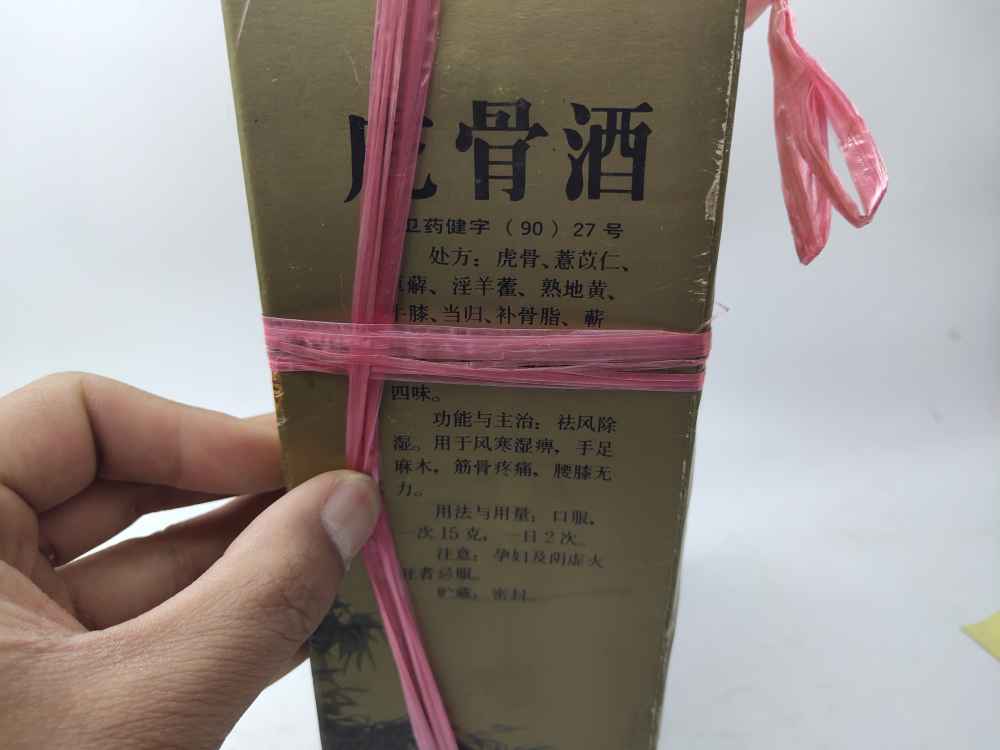 虎骨酒
卫药健字（90）27号
处方：虎骨、薏苡仁、
萆薢、淫羊藿、熟地黄、
牛膝、当归、补骨脂、蕲
四味。
功能与主治：祛风除
湿。用于风寒湿痹，手足
麻木，筋骨疼痛，腰膝无
力。
用法与用量：口服，
一次15克，一日2次。
注意：孕妇及阴虚火
旺者忌服。
贮藏：密封。